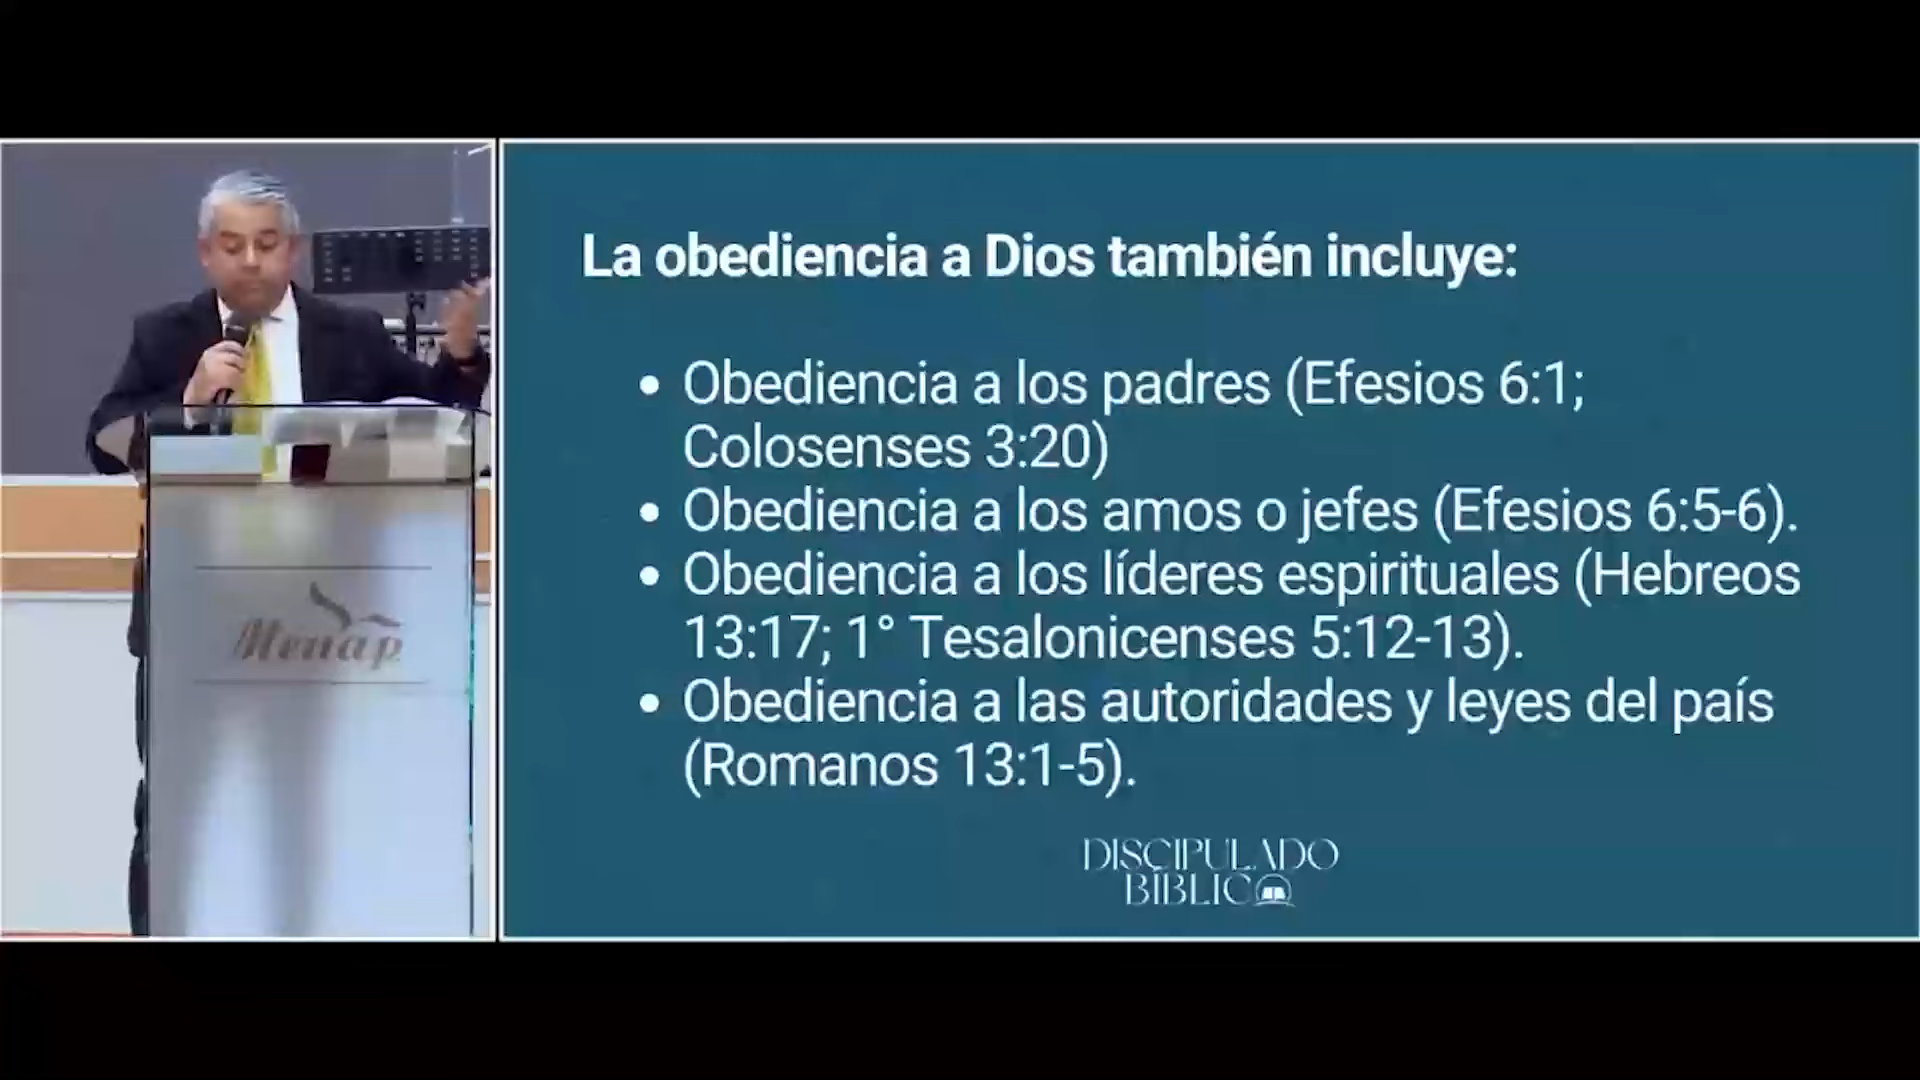 La obediencia a Dios también incluye:
• Obediencia a los padres (Efesios 6:1;
Colosenses 3:20)
• Obediencia a los amos o jefes (Efesios 6:5-6).
• Obediencia a los líderes espirituales (Hebreos
13:17; 1° Tesalonicenses 5:12-13).
• Obediencia a las autoridades y leyes del país
(Romanos 13:1-5).
DISCIPULADO
BÍBLICO
Menap